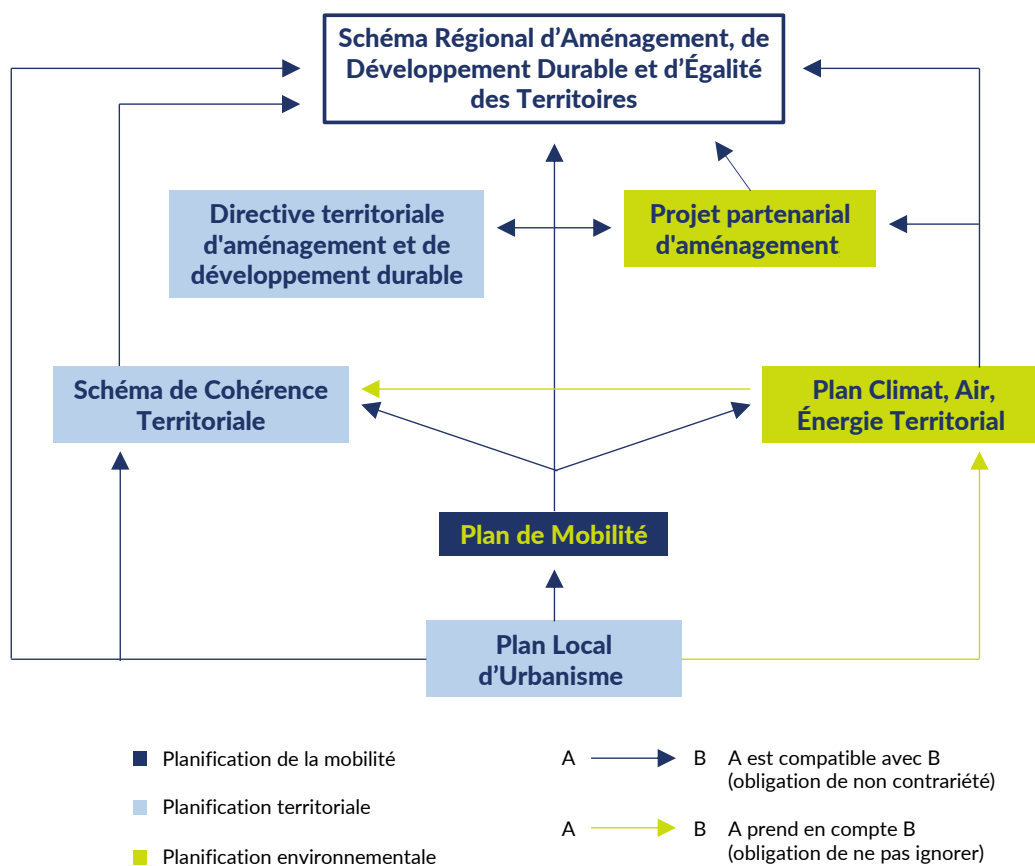 Schéma Régional d’Aménagement, de
Développement Durable et d’Égalité
des Territoires
Directive territoriale
d'aménagement et de
développement durable
Projet partenarial
d'aménagement
Schéma de Cohérence
Territoriale
Plan Climat, Air,
Énergie Territorial
Plan de Mobilité
Plan Local
d’Urbanisme
Planification de la mobilité
Planification territoriale
Planification environnementale
A B A est compatible avec B
(obligation de non contrariété)
A B A prend en compte B
(obligation de ne pas ignorer)